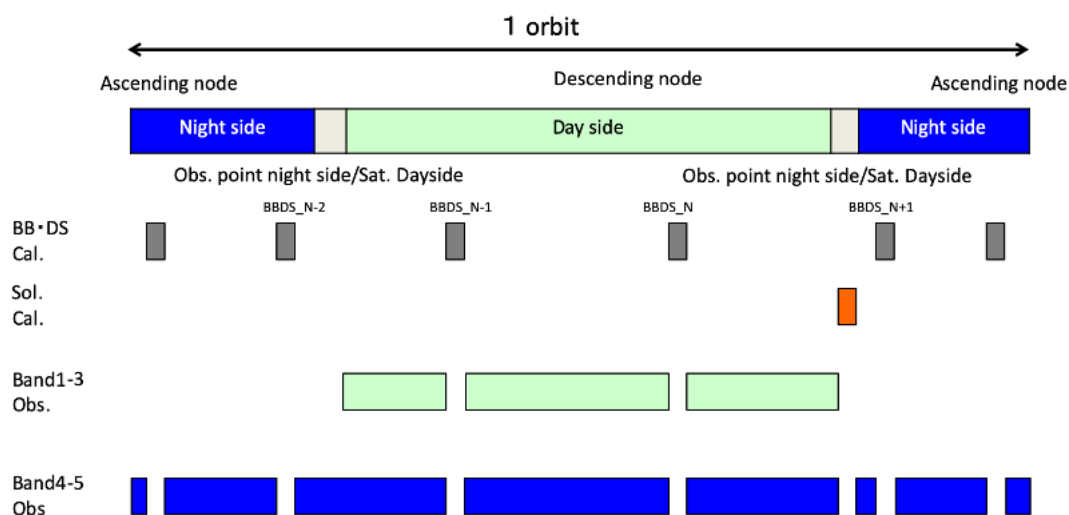 1 orbit
Ascending node
Descending node
Ascending node
Night side
Day side
Night side
Obs. point night side/Sat. Dayside
Obs. point night side/Sat. Dayside
BBDS_N-2
BBDS_N-1
BBDS_N
BBDS_N+1
BB・DS
Cal.
Sol.
Cal.
Band1-3
Obs.
Band4-5
Obs